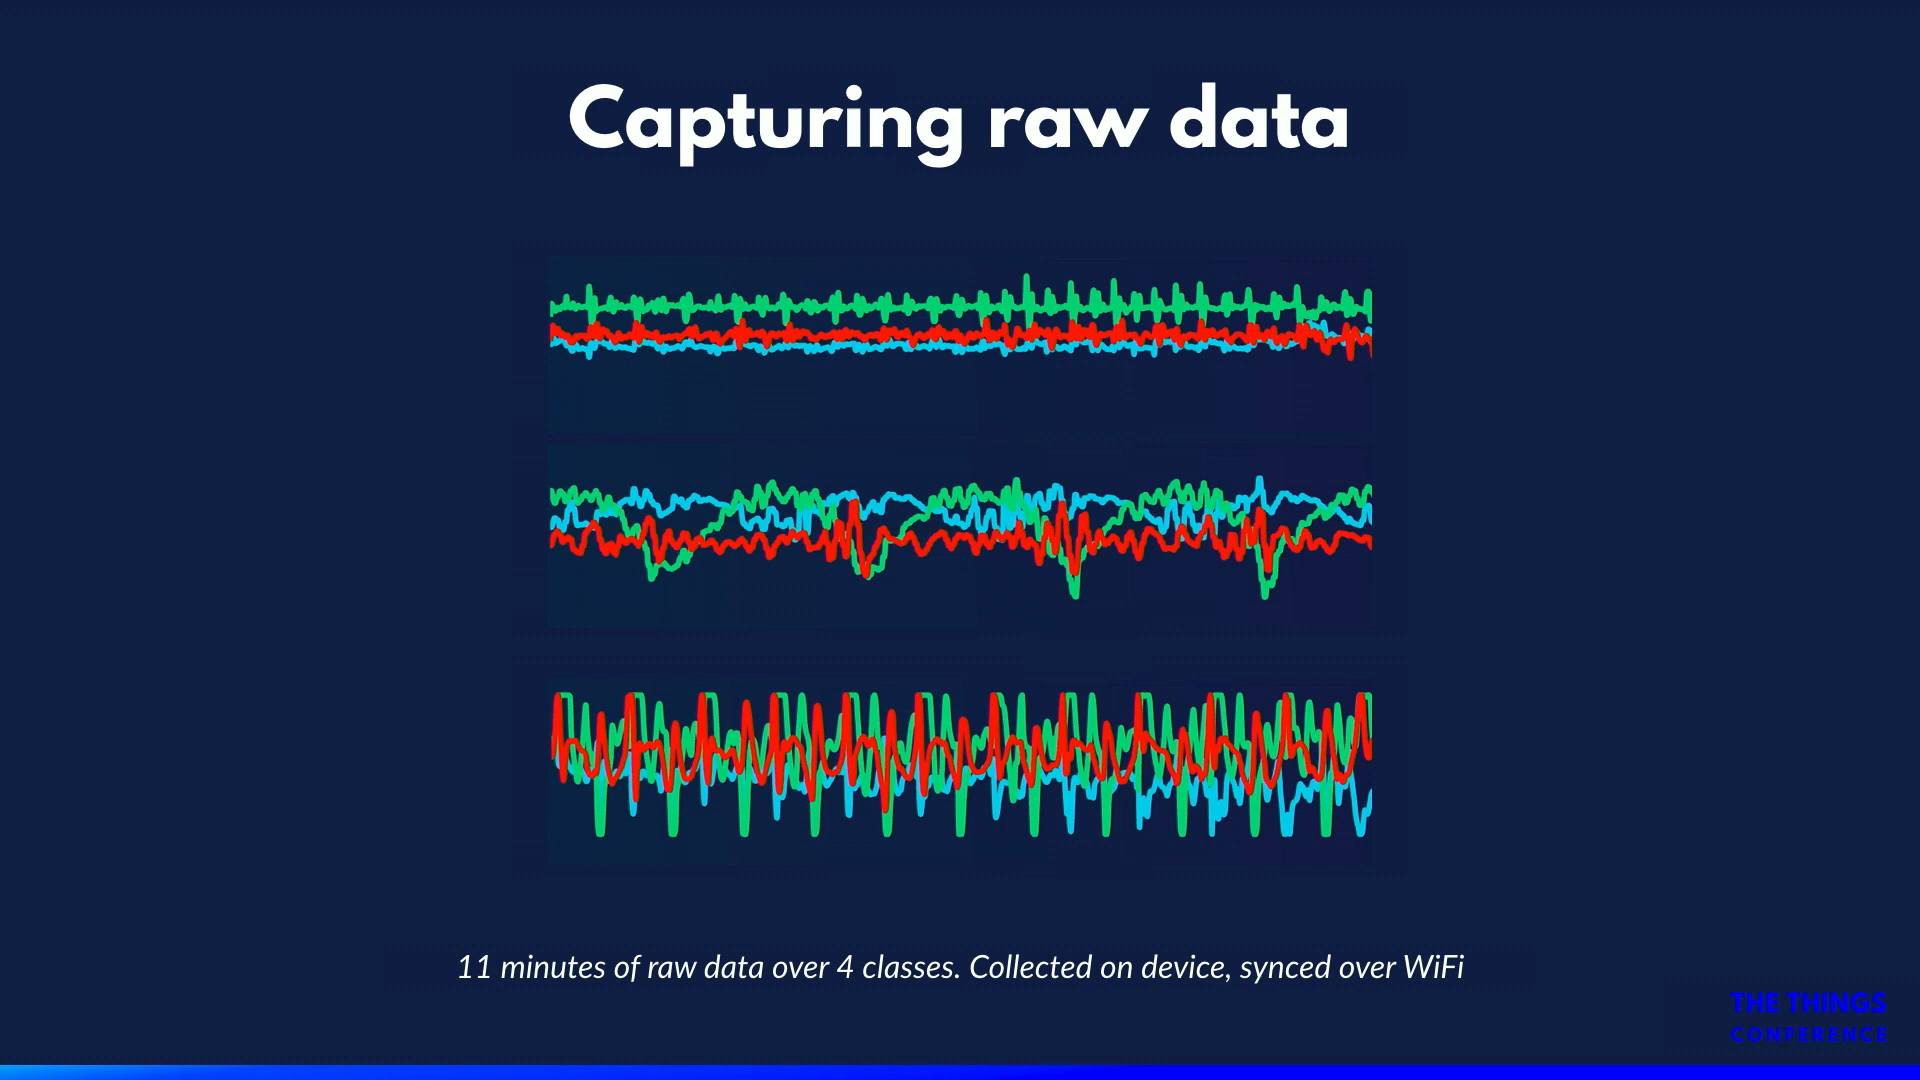 Capturing raw data
11 minutes of raw data over 4 classes. Collected on device, synced over WiFi
THE THINGS
CONFERENCE